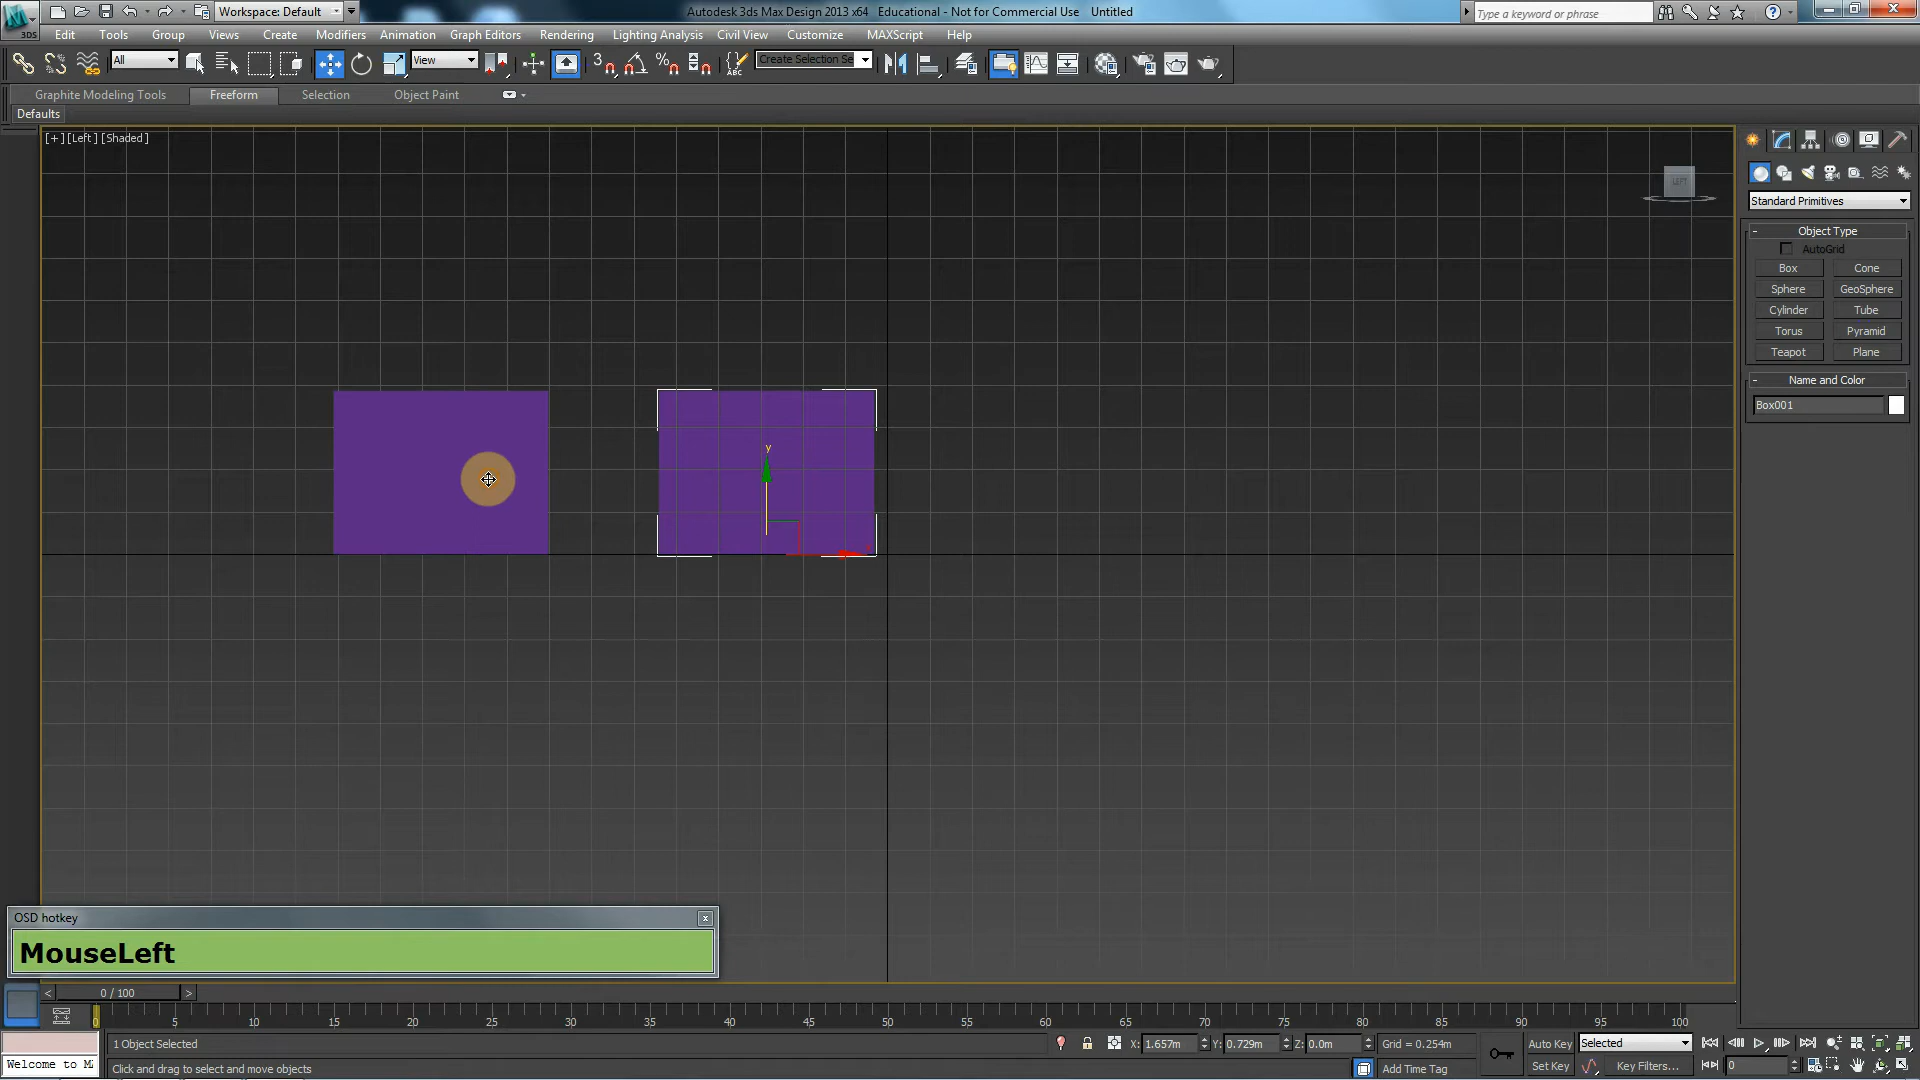 Workspace: Default
Autodesk 3ds Max Design 2013 x64 Educational - Not for Commercial Use Untitled
Type a keyword or phrase
3DS
Edit Tools Group Views Create Modifiers Animation Graph Editors Rendering Lighting Analysis Civil View Customize MAXScript Help
All View 3 % ABC Create Selection Se
Graphite Modeling Tools Freeform Selection Object Paint
Defaults
[+][Left][Shaded]
LEFT
Standard Primitives
- Object Type
AutoGrid
Box Cone
Sphere GeoSphere
Cylinder Tube
Torus Pyramid
Teapot Plane
- Name and Color
Box001
y
OSD hotkey x
MouseLeft
< 0 / 100 >
0 5 10 15 20 25 30 35 40 45 50 55 60 65 70 75 80 85 90 95 100
1 Object Selected X: 1.657m Y: 0.729m Z: 0.0m Grid = 0.254m Auto Key Selected
Welcome to M Click and drag to select and move objects Add Time Tag Set Key Key Filters... 0